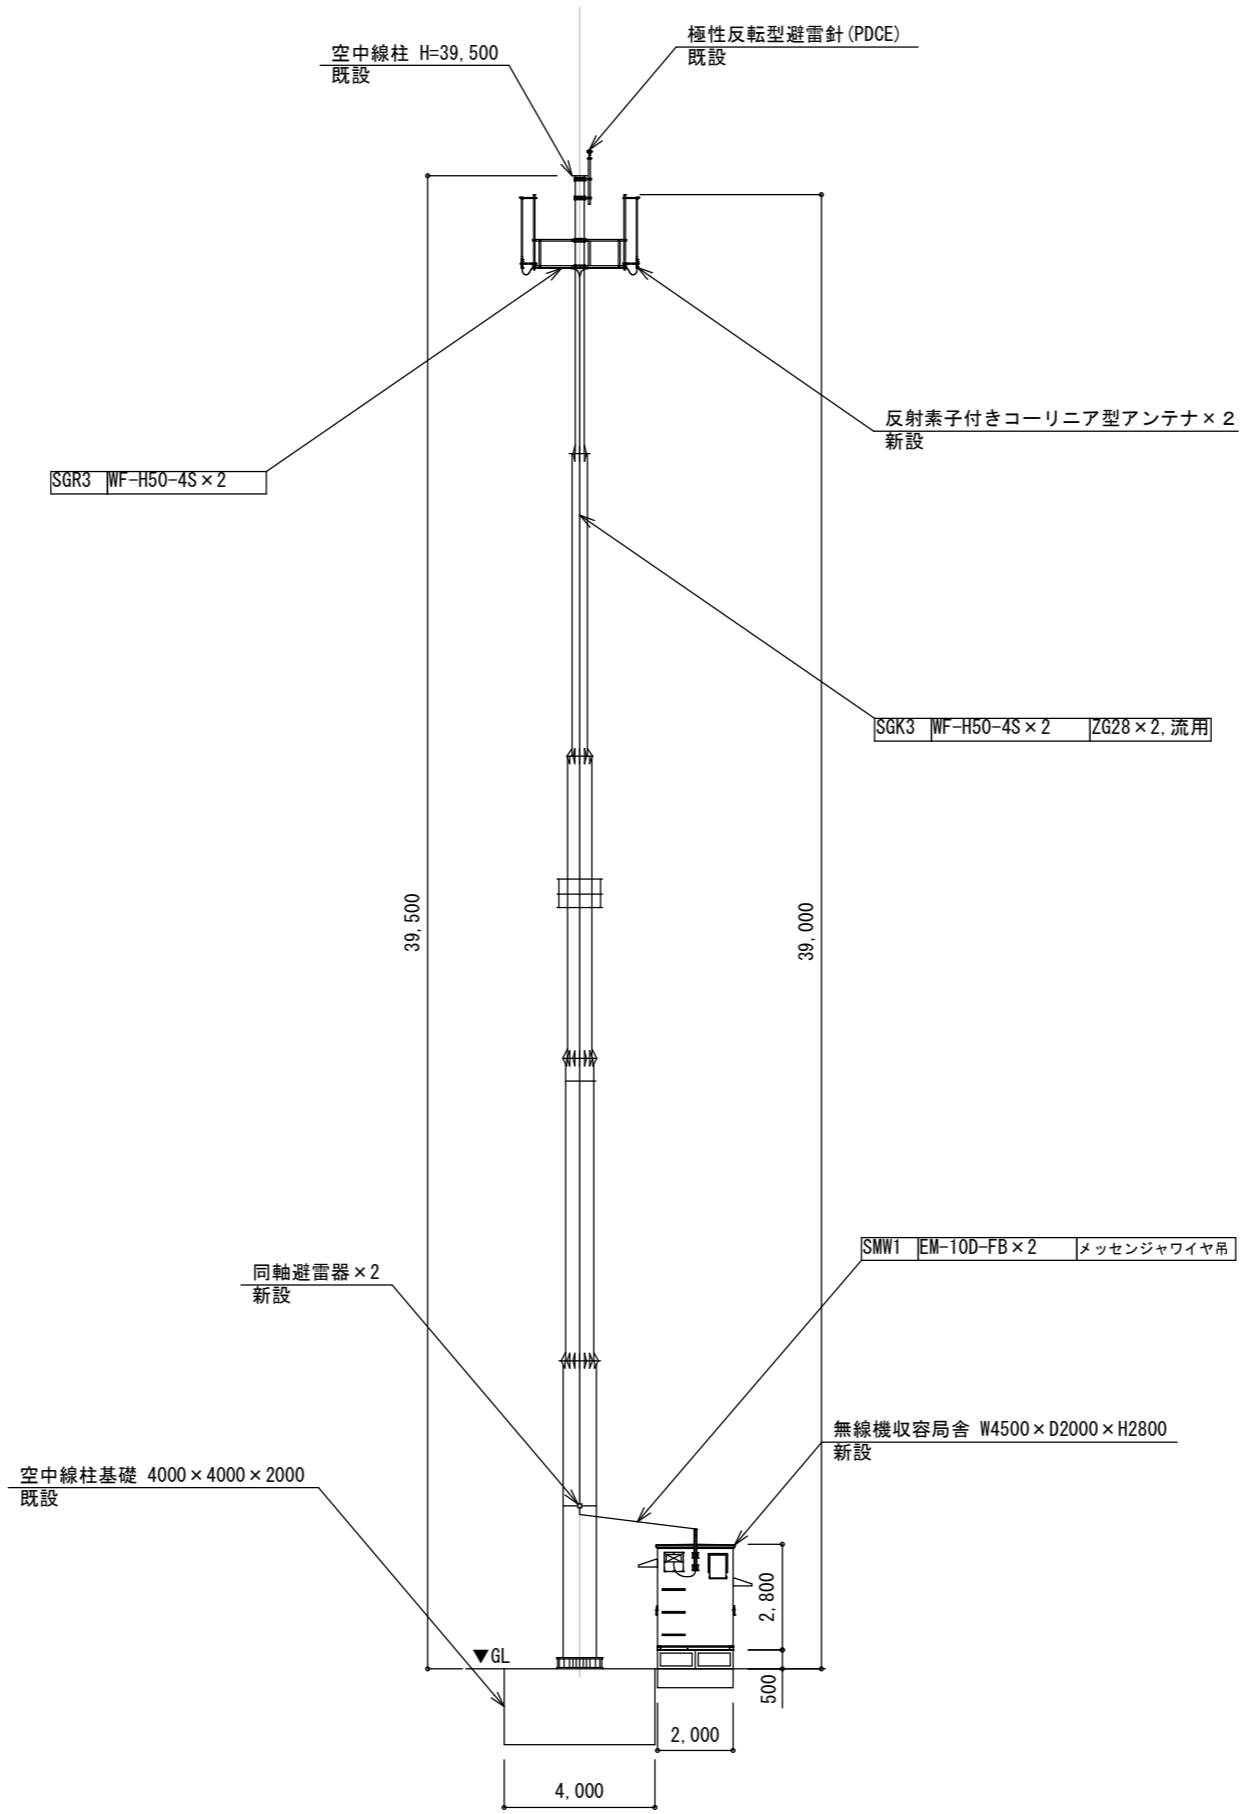 極性反転型避雷針(PDCE)
既設
空中線柱 H=39,500
既設
反射素子付きコーリニア型アンテナ×2
新設
SGR3 WF-H50-4S×2
SGK3 WF-H50-4S×2 ZG28×2,流用
39,500
39,000
SMW1 EM-10D-FB×2 メッセンジャワイヤ吊
同軸避雷器×2
新設
無線機収容局舎 W4500×D2000×H2800
新設
空中線柱基礎 4000×4000×2000
既設
2,800
▼GL
500
2,000
4,000